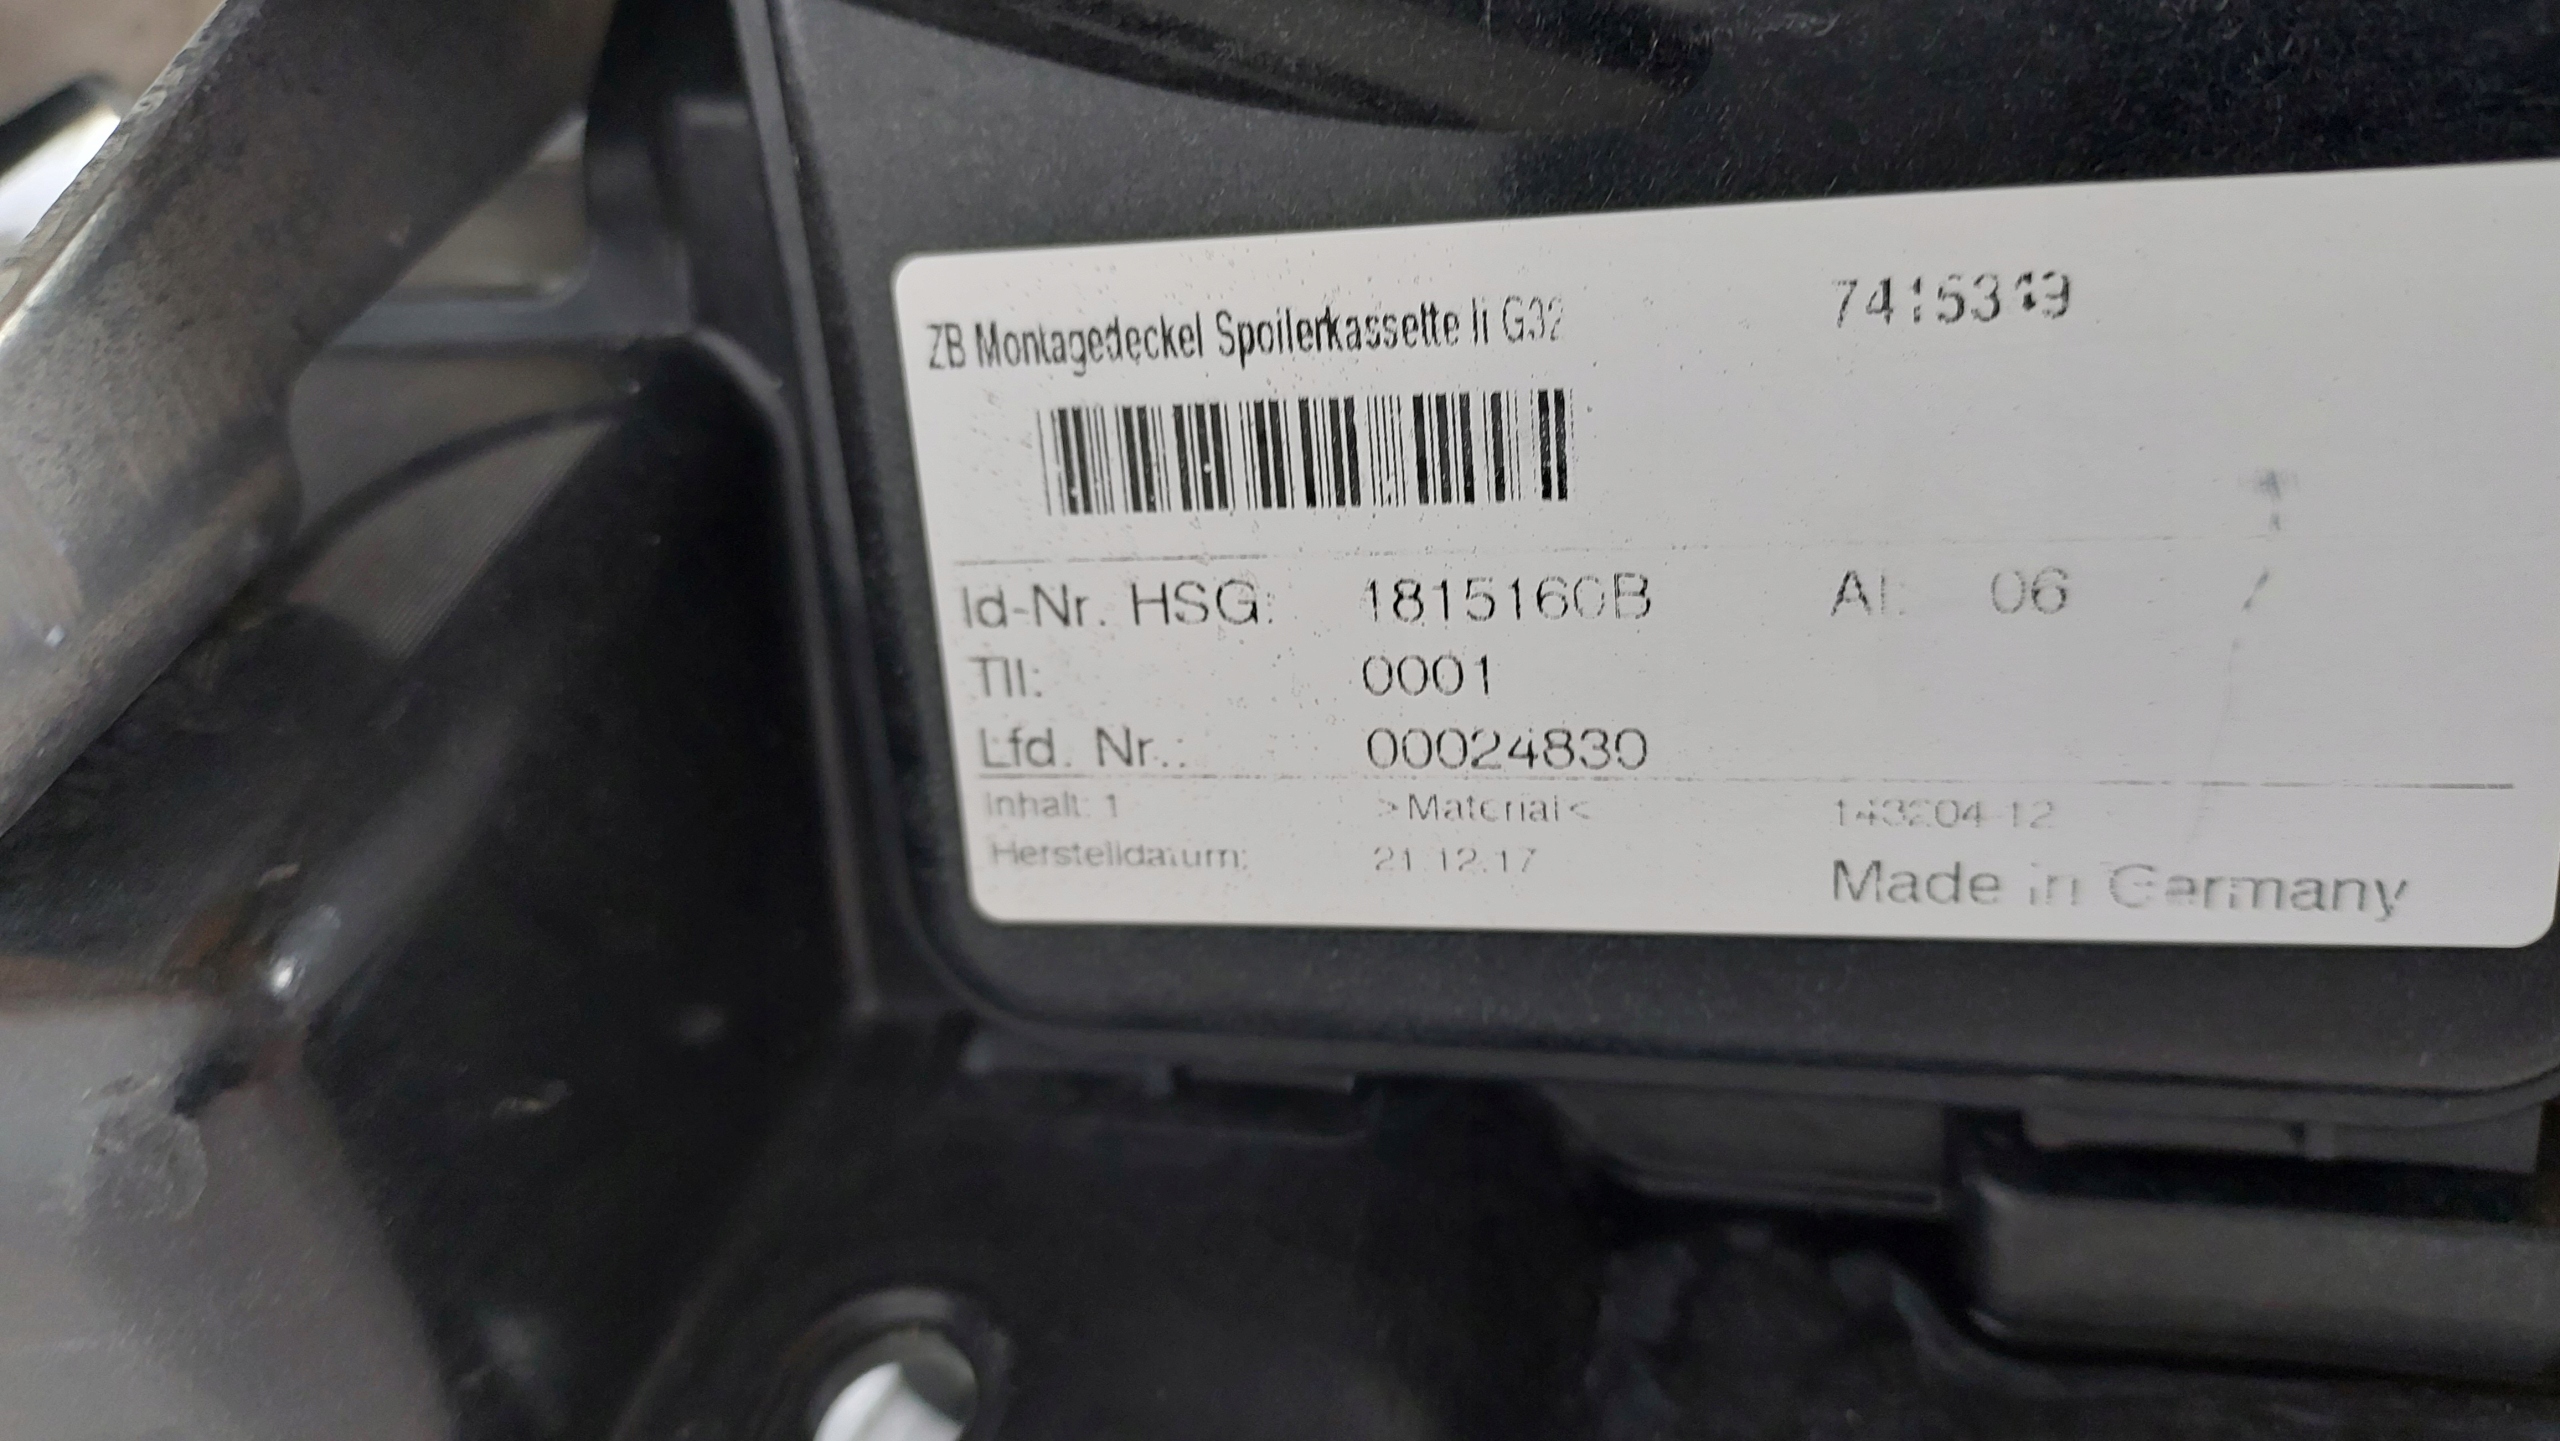 ZB Montagedeckel Spoilerkassette li G32
Id-Nr. HSG: 1815160B AI: 06
TII: 0001
Lfd. Nr.: 00024830
Inhalt: 1 >Material< 143204-12
Herstelldatum: 21.12.17 Made in Germany